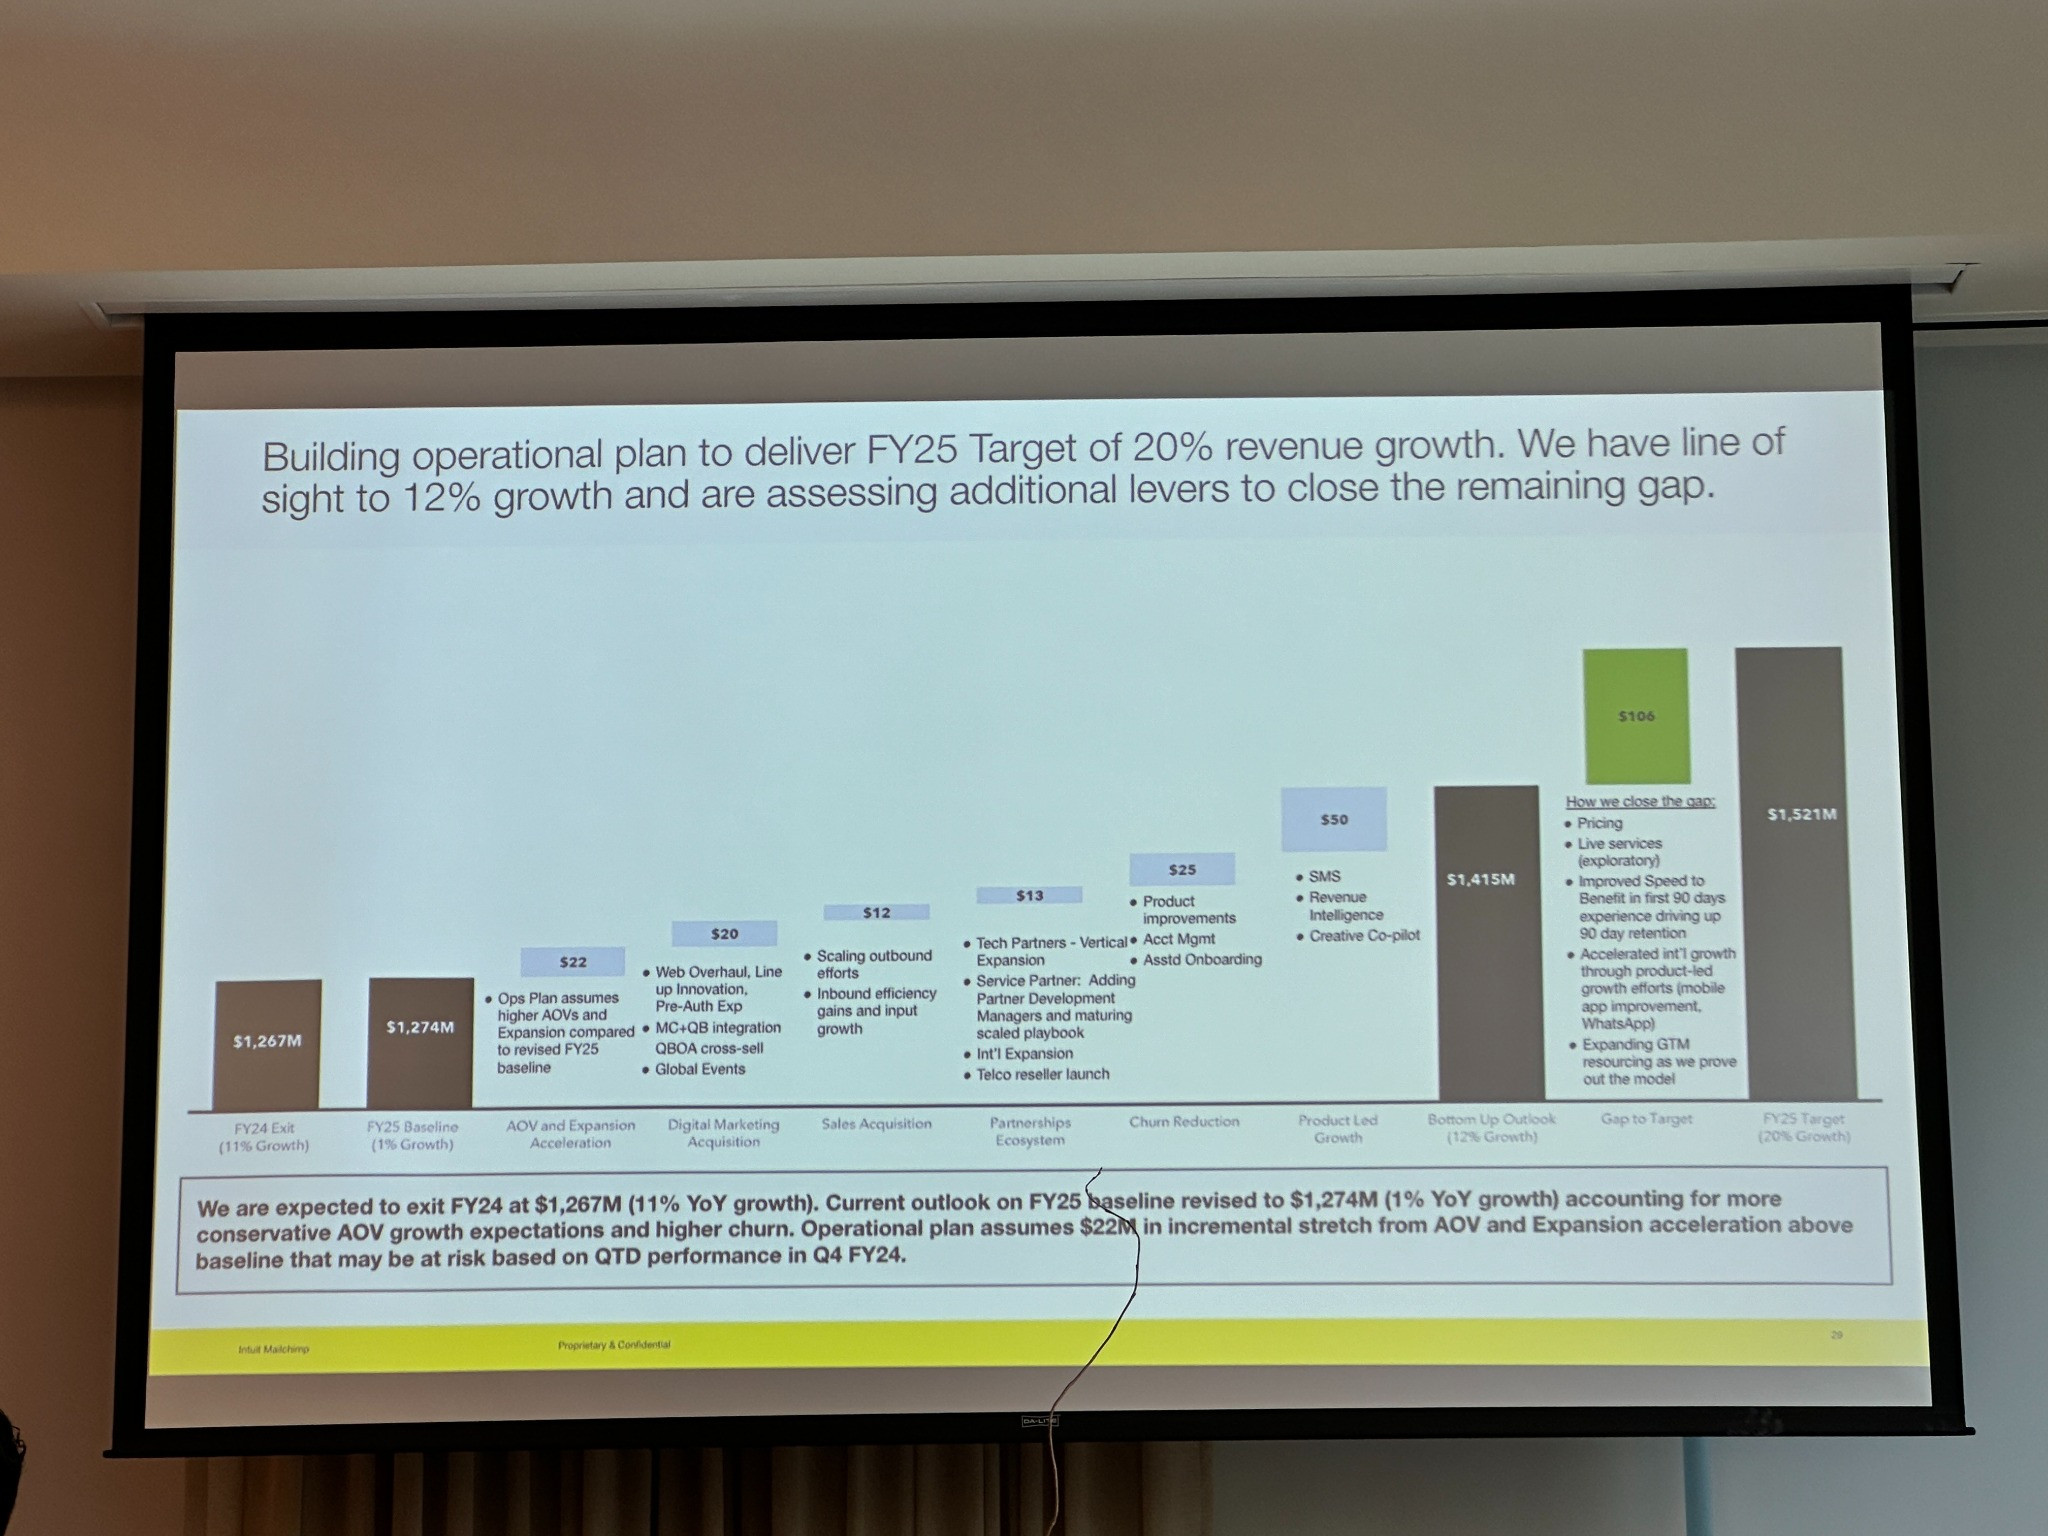 Building operational plan to deliver FY25 Target of 20% revenue growth. We have line of
sight to 12% growth and are assessing additional levers to close the remaining gap.
$1,267M
FY24 Exit
(11% Growth)
$1,274M
FY25 Baseline
(1% Growth)
$22
• Ops Plan assumes
higher AOVs and
Expansion compared
to revised FY25
baseline
AOV and Expansion
Acceleration
$20
• Web Overhaul, Line
up Innovation,
Pre-Auth Exp
• MC+QB integration
QBOA cross-sell
• Global Events
Digital Marketing
Acquisition
$12
• Scaling outbound
efforts
• Inbound efficiency
gains and input
growth
Sales Acquisition
$13
• Tech Partners - Vertical
Expansion
• Service Partner: Adding
Partner Development
Managers and maturing
scaled playbook
• Int'l Expansion
• Telco reseller launch
Partnerships
Ecosystem
$25
• Product
improvements
• Acct Mgmt
• Asstd Onboarding
Churn Reduction
$50
• SMS
• Revenue
Intelligence
• Creative Co-pilot
Product Led
Growth
$1,415M
Bottom Up Outlook
(12% Growth)
$106
How we close the gap:
• Pricing
• Live services
(exploratory)
• Improved Speed to
Benefit in first 90 days
experience driving up
90 day retention
• Accelerated int'l growth
through product-led
growth efforts (mobile
app improvement,
WhatsApp)
• Expanding GTM
resourcing as we prove
out the model
Gap to Target
$1,521M
FY25 Target
(20% Growth)
We are expected to exit FY24 at $1,267M (11% YoY growth). Current outlook on FY25 baseline revised to $1,274M (1% YoY growth) accounting for more
conservative AOV growth expectations and higher churn. Operational plan assumes $22M in incremental stretch from AOV and Expansion acceleration above
baseline that may be at risk based on QTD performance in Q4 FY24.
Intuit Mailchimp
Proprietary & Confidential
29
DA-LITE